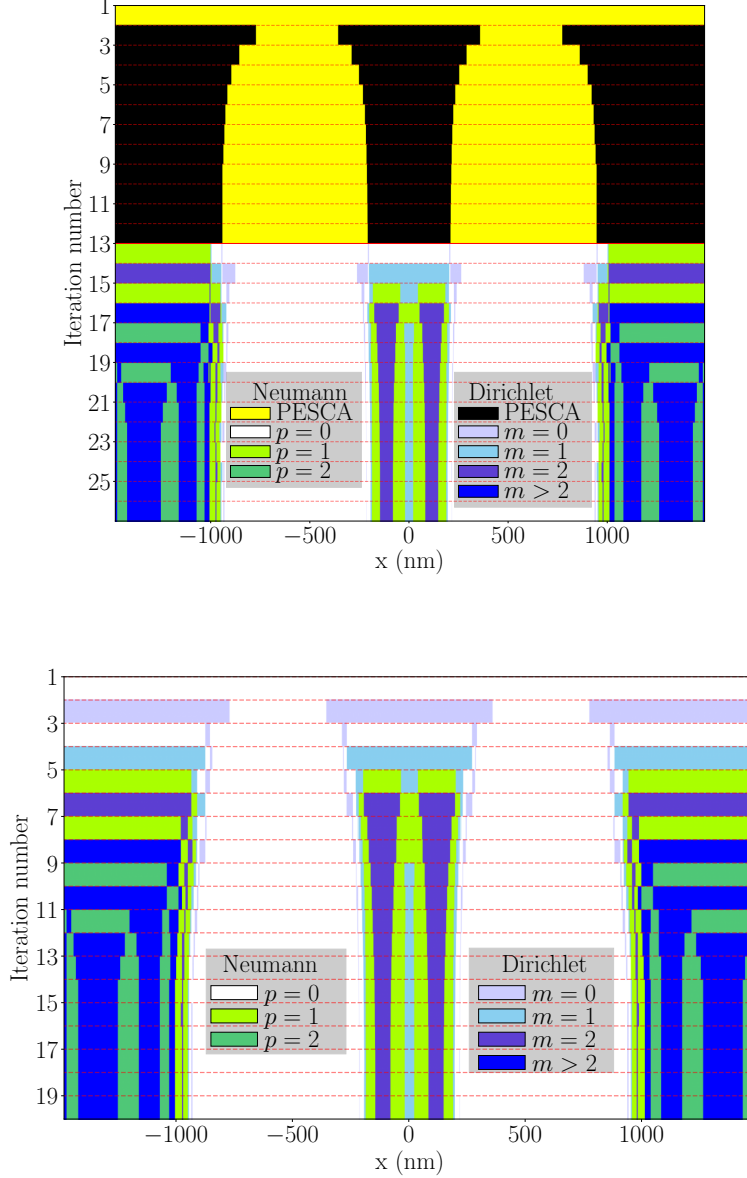 1
3
5
7
9
11
13
15
17
19
21
23
25
Iteration number
Neumann
PESCA
p = 0
p = 1
p = 2
Dirichlet
PESCA
m = 0
m = 1
m = 2
m > 2
−1000
−500
0
500
1000
x (nm)
1
3
5
7
9
11
13
15
17
19
Iteration number
Neumann
p = 0
p = 1
p = 2
Dirichlet
m = 0
m = 1
m = 2
m > 2
−1000
−500
0
500
1000
x (nm)